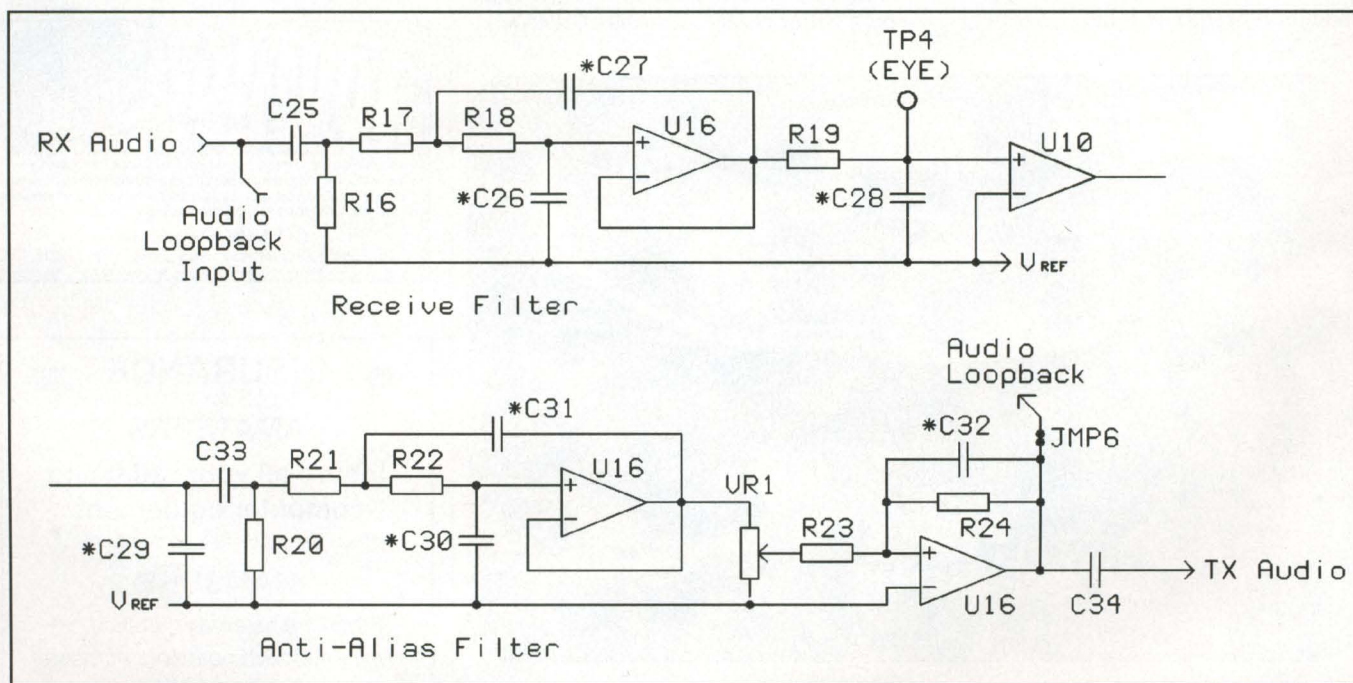 TP4
(EYE)
*C27
C25
R17
R18
U16
R19
U10
RX Audio
+
-
+
-
Audio
Loopback
Input
R16
*C26
*C28
VREF
Receive Filter
Audio
Loopback
*C31
*C32
JMP6
C33
R21
R22
U16
VR1
+
-
R23
R24
*C29
R20
*C30
+
-
TX Audio
VREF
U16
C34
Anti-Alias Filter